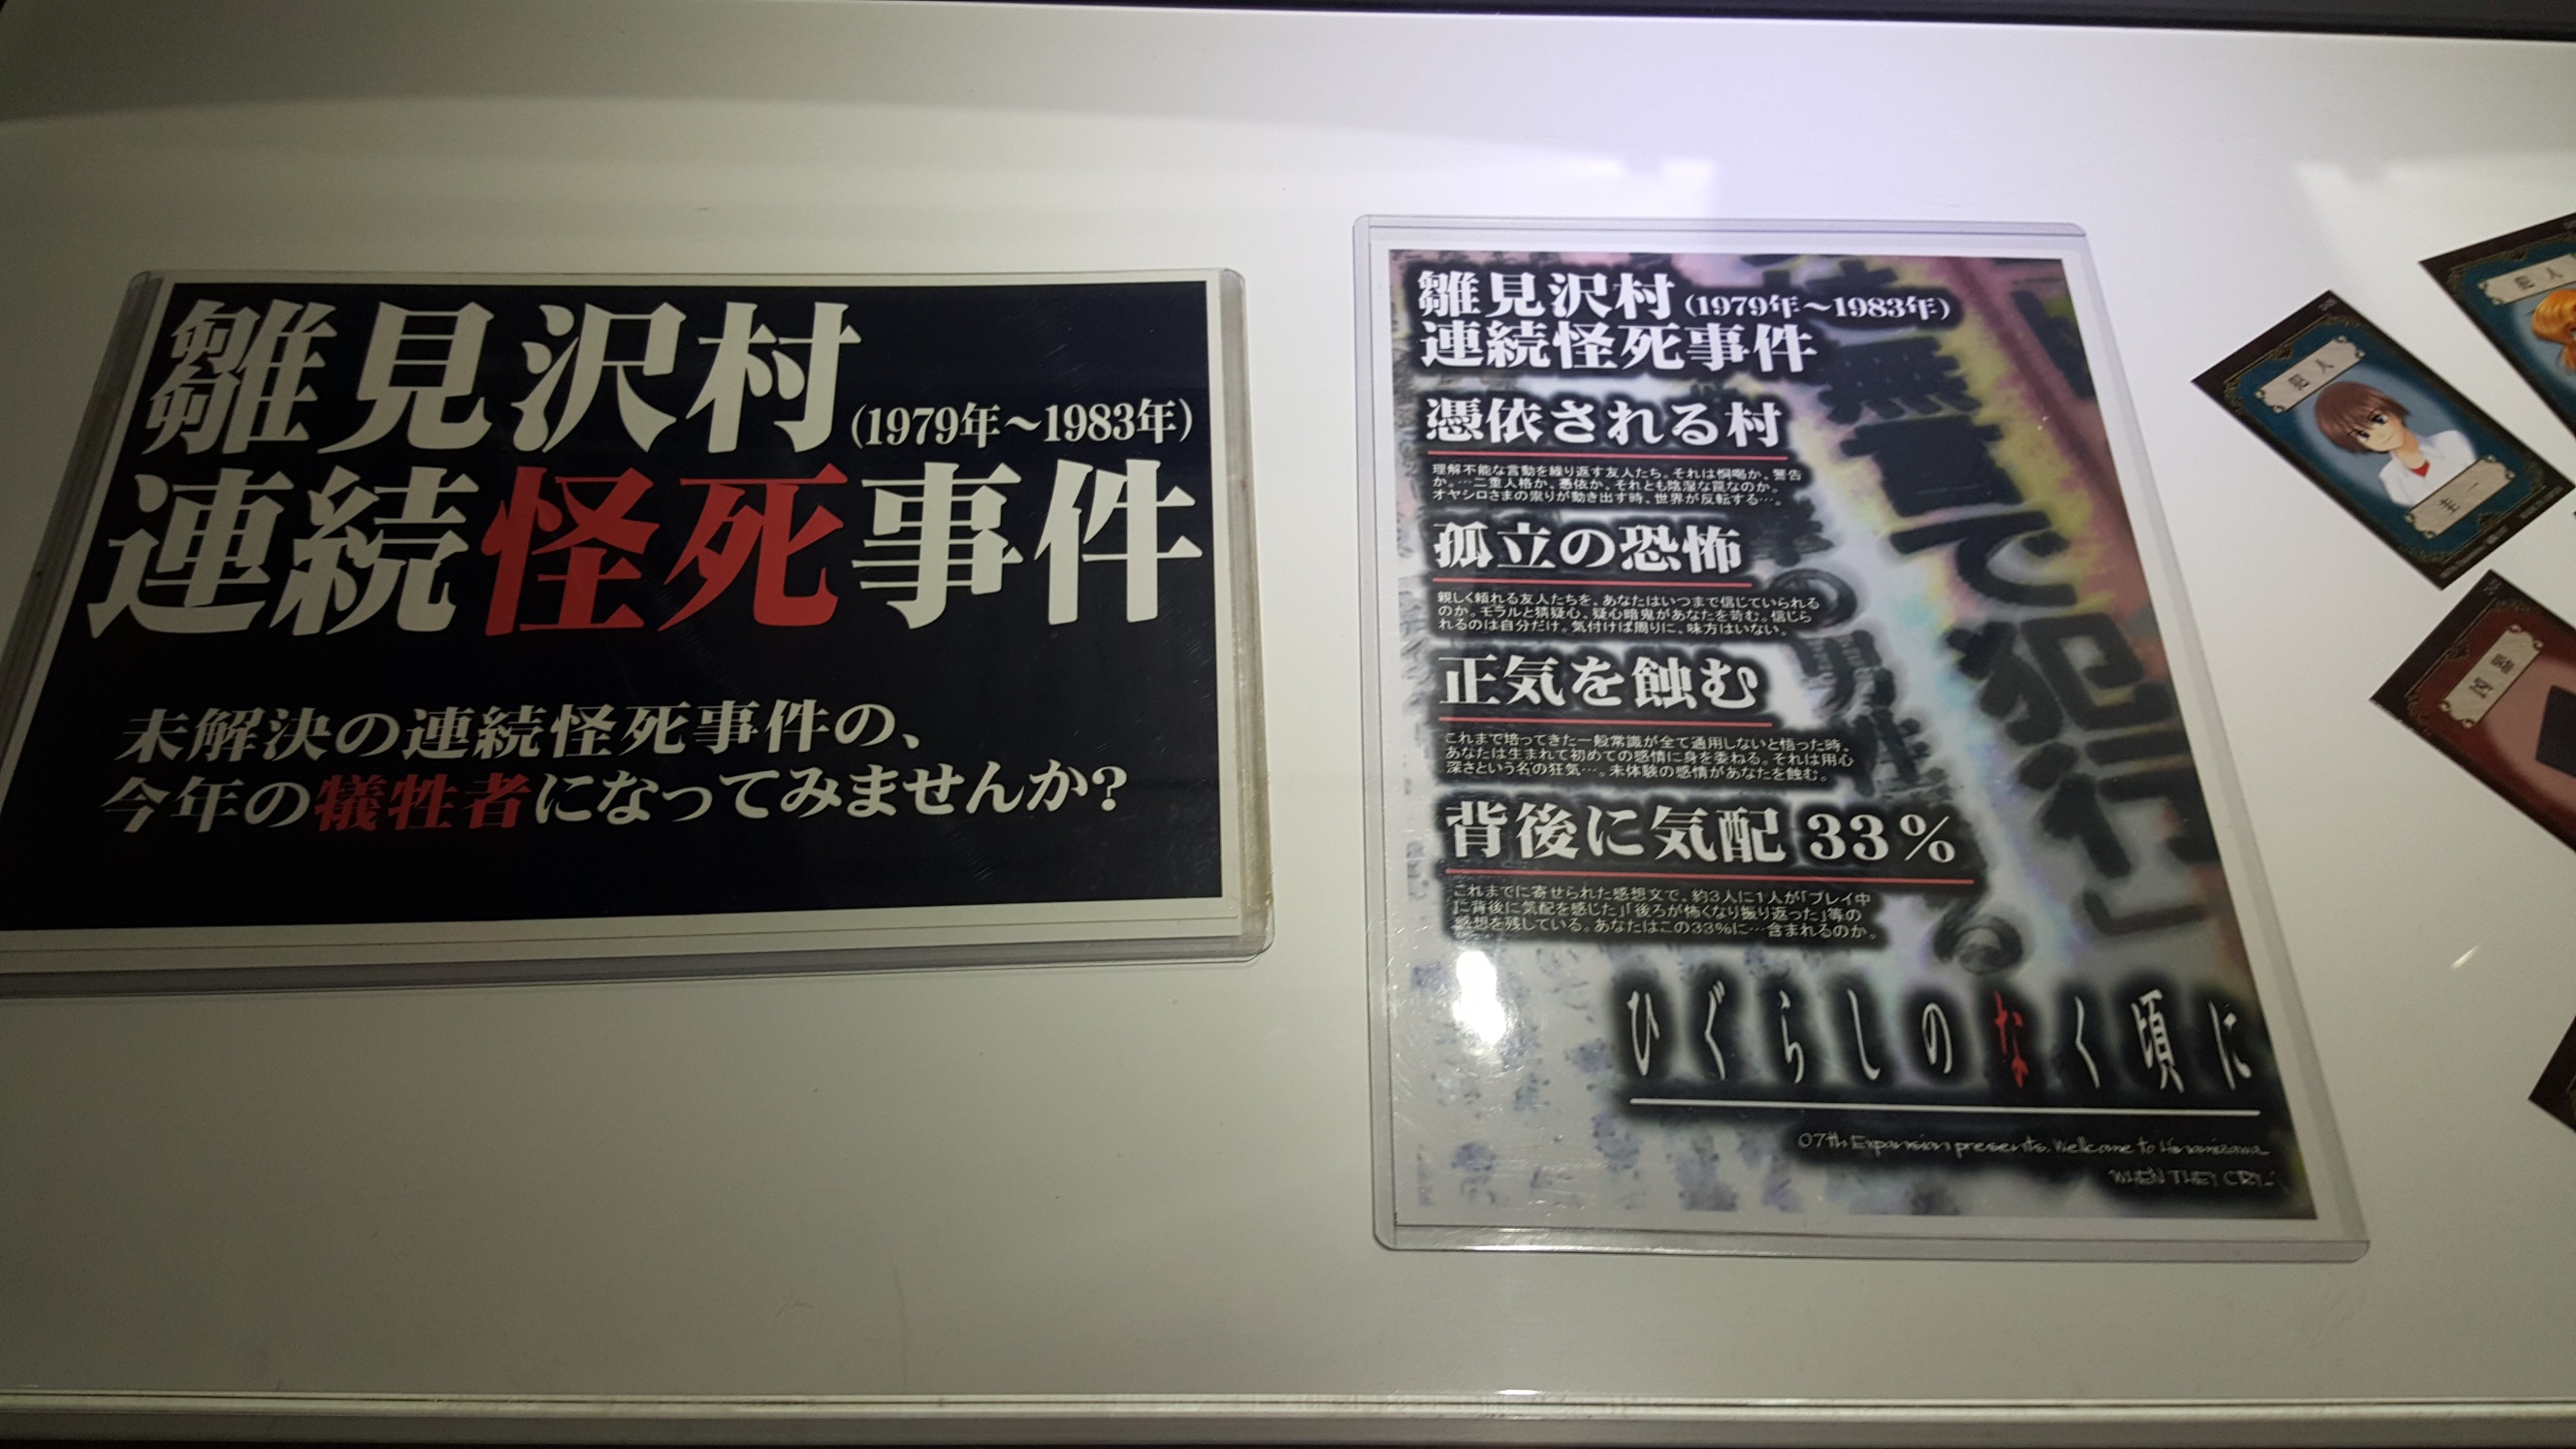 雛見沢村(1979年～1983年)
連続怪死事件
未解決の連続怪死事件の、
今年の犠牲者になってみませんか?
雛見沢村(1979年～1983年)
連続怪死事件
憑依される村
理解不能な言動を繰り返す友人たち。それは恫喝か、警告
か。…二重人格か、憑依か、それとも陰湿な罠なのか。
オヤシロさまの祟りが動き出す時、世界が反転する…。
孤立の恐怖
親しく頼れる友人たちを、あなたはいつまで信じていられる
のか。モラルと猜疑心、疑心暗鬼があなたを苛む。信じら
れるのは自分だけ。気付けば周りに、味方はいない。
正気を蝕む
これまで培ってきた一般常識が全て通用しないと悟った時、
あなたは生まれて初めての感情に身を委ねる。それは用心
深さという名の狂気…。未体験の感情があなたを蝕む。
背後に気配 33％
これまでに寄せられた感想文で、約3人に1人が「プレイ中
に背後に気配を感じた」「後ろが怖くなり振り返った」等の
感想を残している。あなたはこの33％に…含まれるのか。
ひぐらしのなく頃に
07th Expansion presents. Welcome to Hinamizawa
WHEN THEY CRY…
犯人
圭一